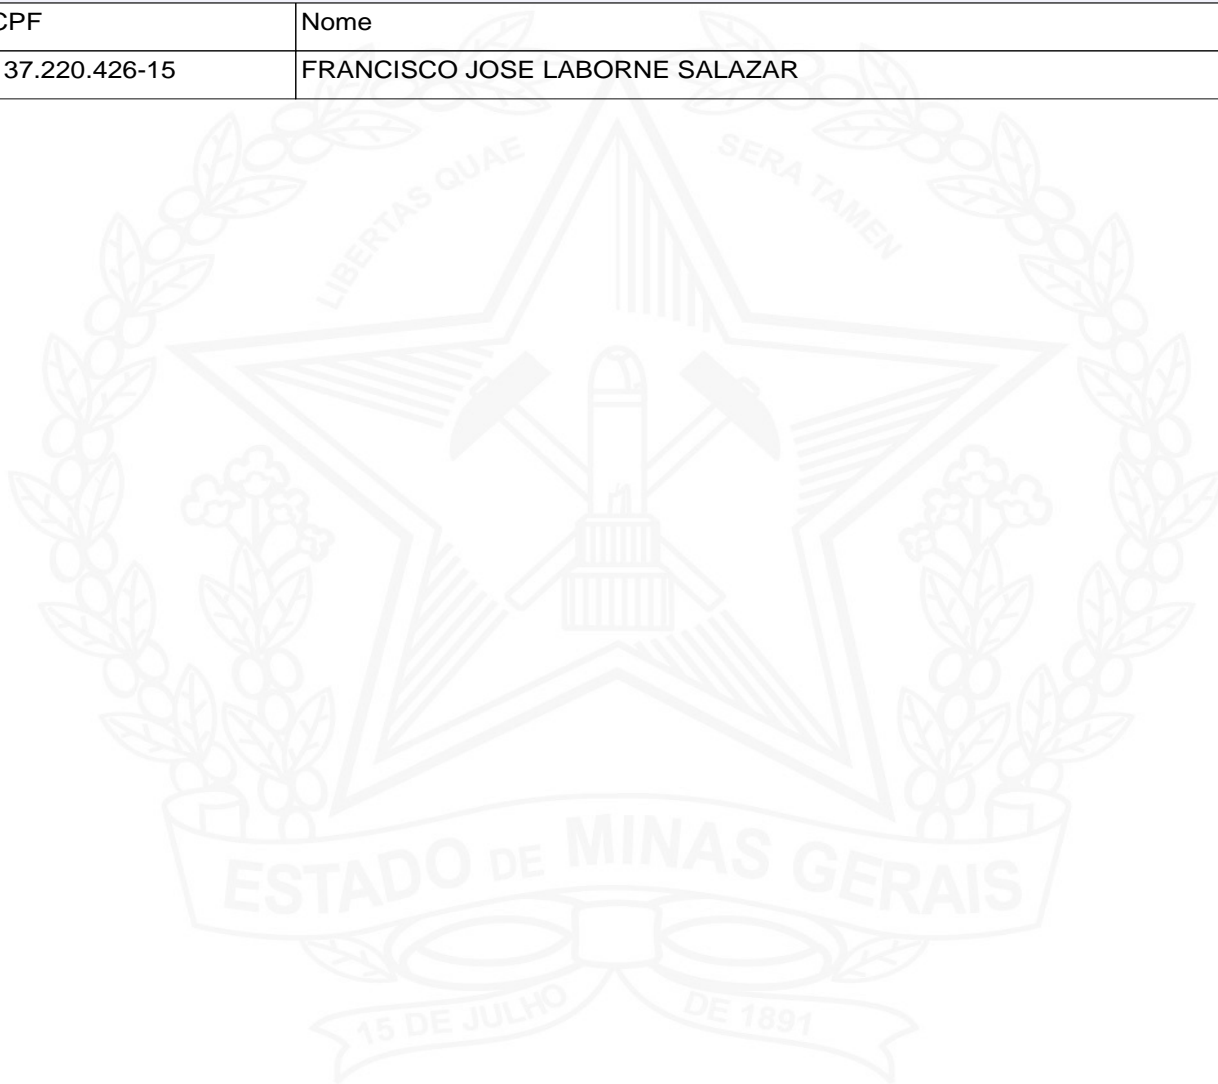 CPF Nome
37.220.426-15 FRANCISCO JOSE LABORNE SALAZAR
LIBERTAS QUAE SERA TAMEN
ESTADO DE MINAS GERAIS
15 DE JULHO DE 1891